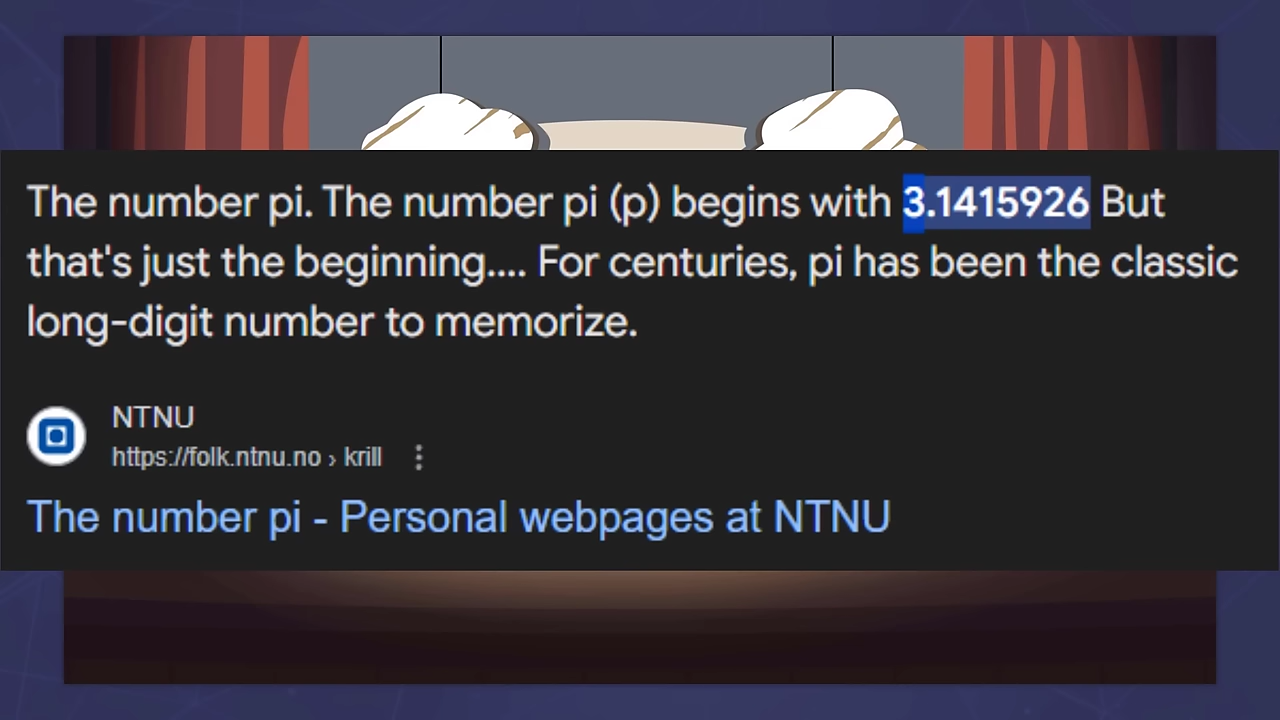 The number pi. The number pi (p) begins with 3.1415926 But
that's just the beginning.... For centuries, pi has been the classic
long-digit number to memorize.
NTNU
https://folk.ntnu.no › krill
The number pi - Personal webpages at NTNU